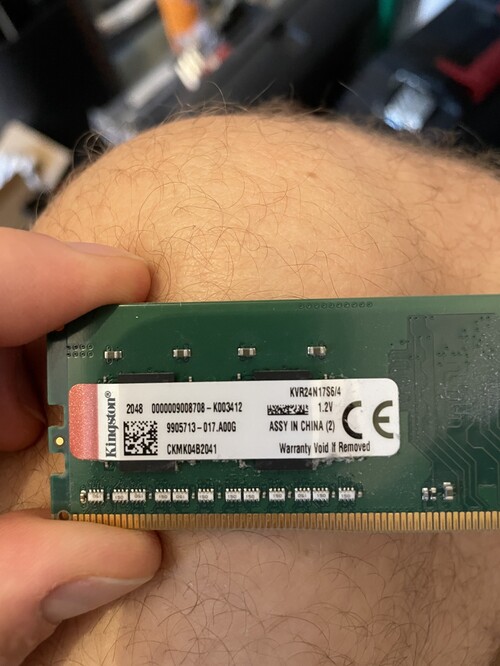 Kingston®
2048 0000009008708-K003412
9905713-017.A00G
CKMK04B2041
KVR24N17S6/4
1.2V
ASSY IN CHINA (2)
Warranty Void If Removed
CE